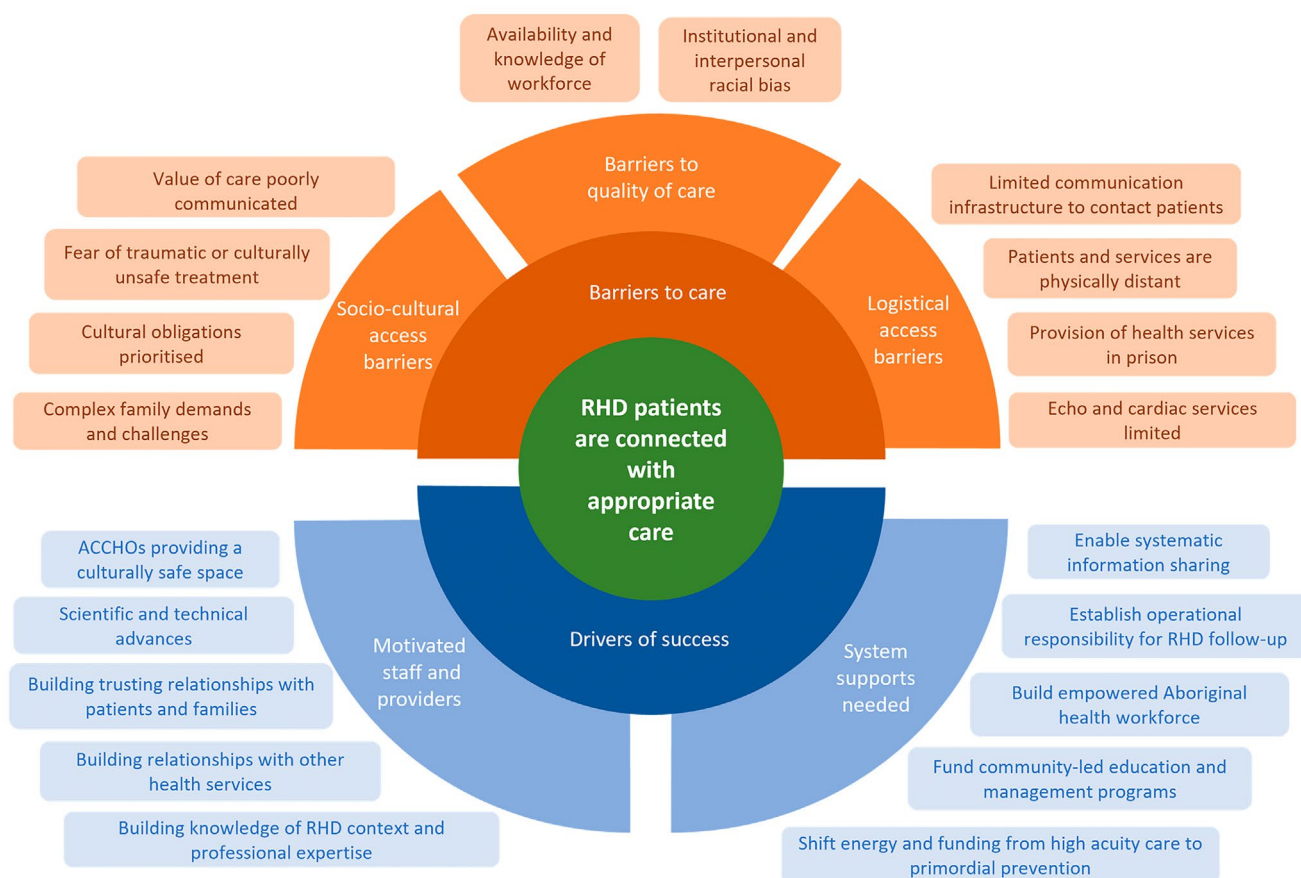 Availability and
knowledge of
workforce
Institutional and
interpersonal
racial bias
Barriers to
quality of care
Value of care poorly
communicated
Fear of traumatic or culturally
unsafe treatment
Cultural obligations
prioritised
Complex family demands
and challenges
Socio-cultural
access
barriers
Barriers to care
Logistical
access
barriers
Limited communication
infrastructure to contact patients
Patients and services are
physically distant
Provision of health services
in prison
Echo and cardiac services
limited
RHD patients
are connected
with
appropriate
care
ACCHOs providing a
culturally safe space
Scientific and technical
advances
Building trusting relationships with
patients and families
Building relationships with other
health services
Building knowledge of RHD context and
professional expertise
Motivated
staff and
providers
Drivers of success
System
supports
needed
Enable systematic
information sharing
Establish operational
responsibility for RHD follow-up
Build empowered Aboriginal
health workforce
Fund community-led education and
management programs
Shift energy and funding from high acuity care to
primordial prevention